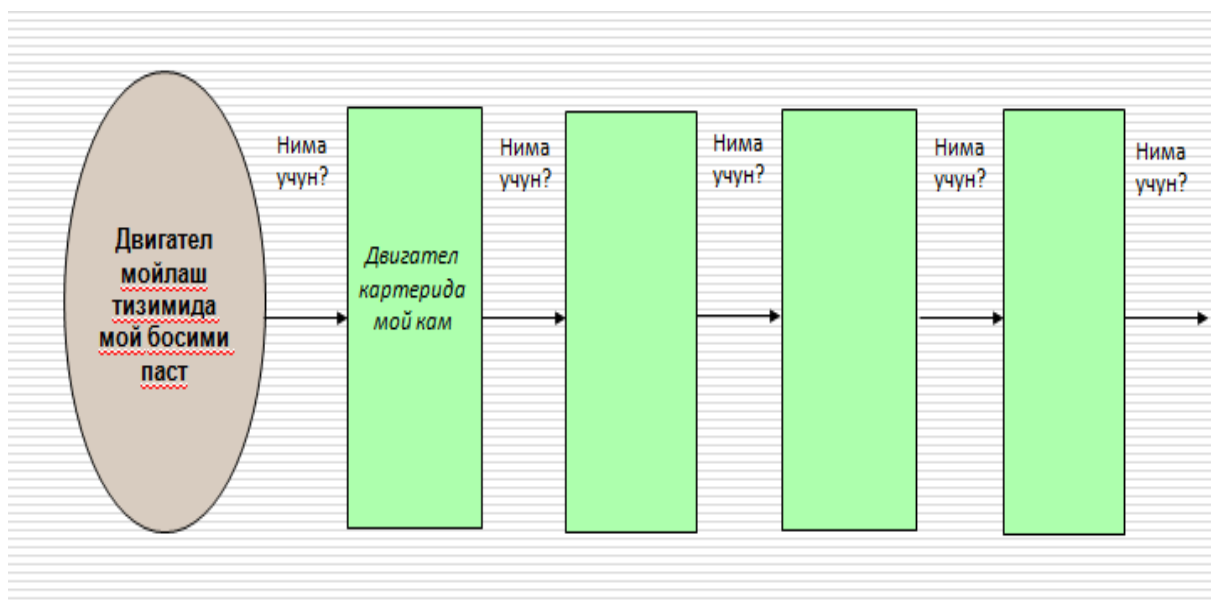 Двигател
мойлаш
тизимида
мой босими
паст
Нима
учун?
Двигател
картерида
мой кам
Нима
учун?
Нима
учун?
Нима
учун?
Нима
учун?